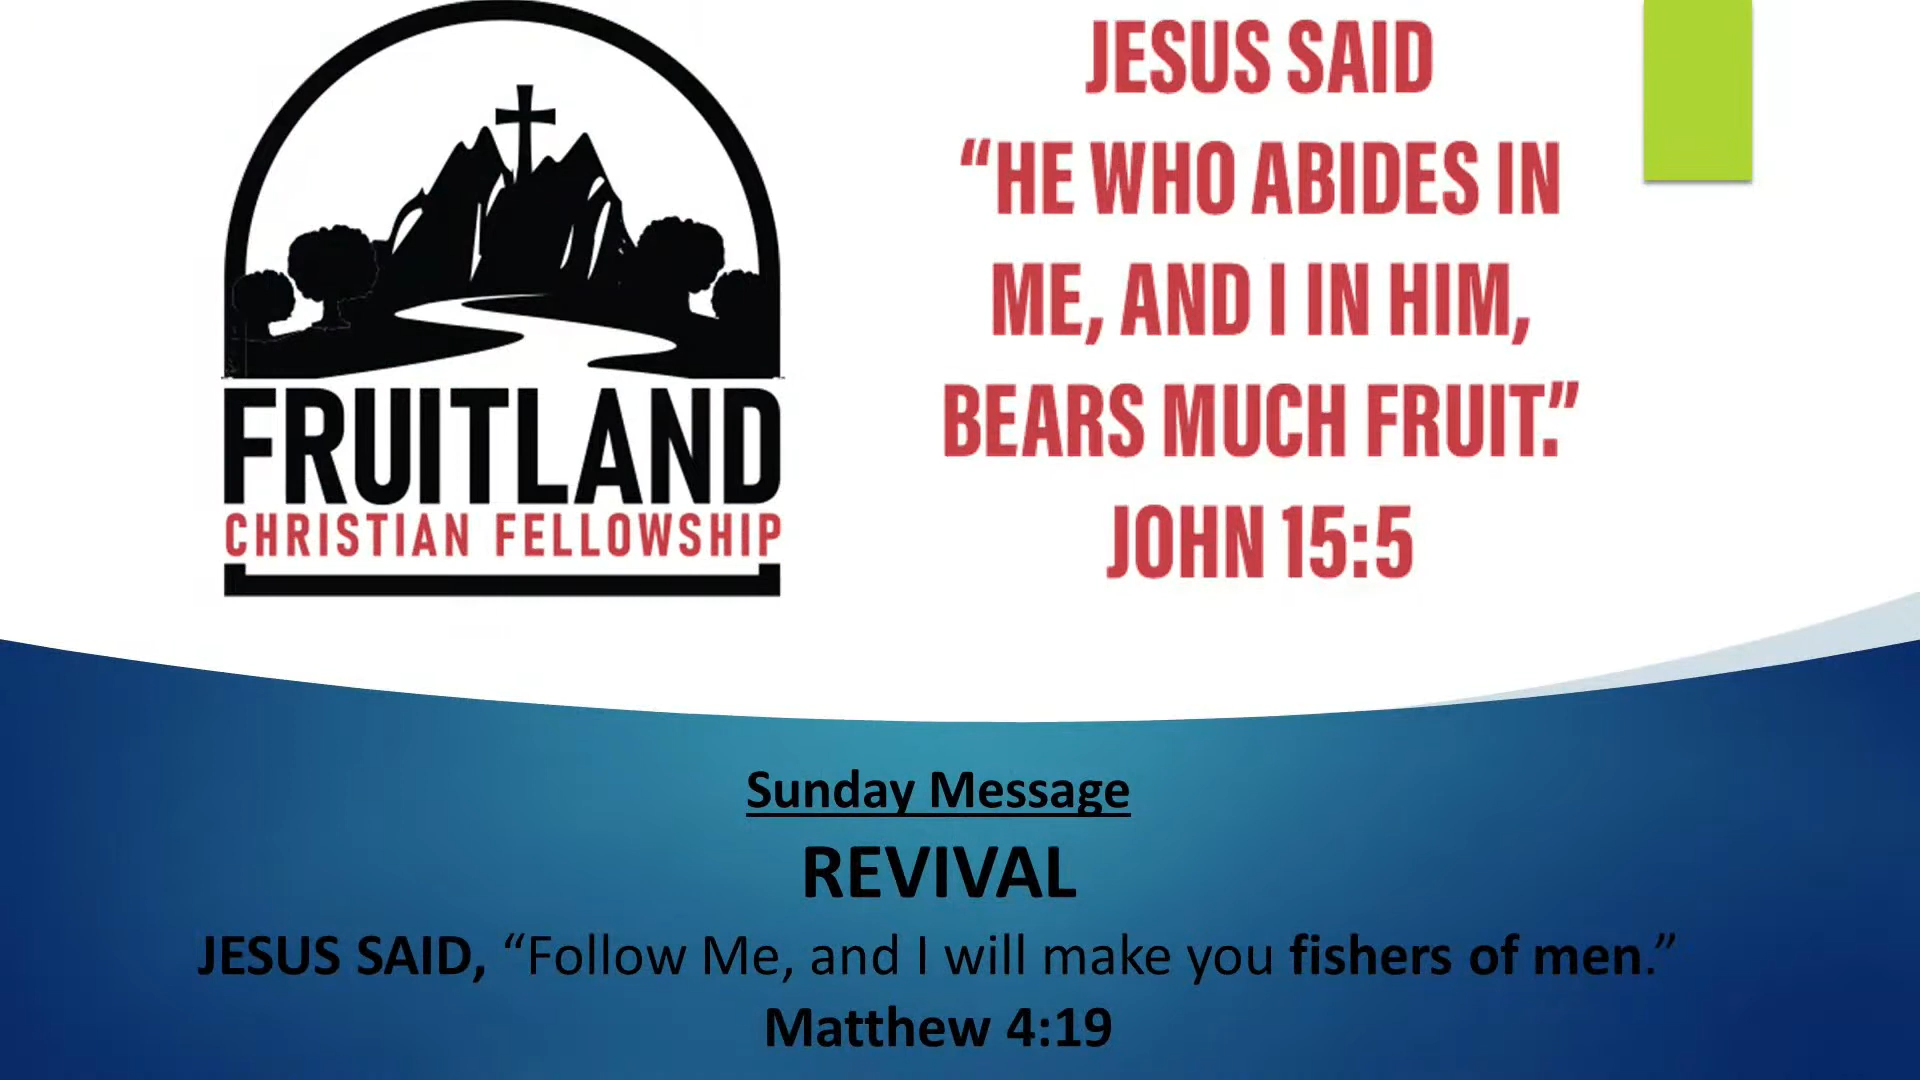 FRUITLAND
CHRISTIAN FELLOWSHIP
JESUS SAID
“HE WHO ABIDES IN
ME, AND I IN HIM,
BEARS MUCH FRUIT.”
JOHN 15:5
Sunday Message
REVIVAL
JESUS SAID, “Follow Me, and I will make you fishers of men.”
Matthew 4:19